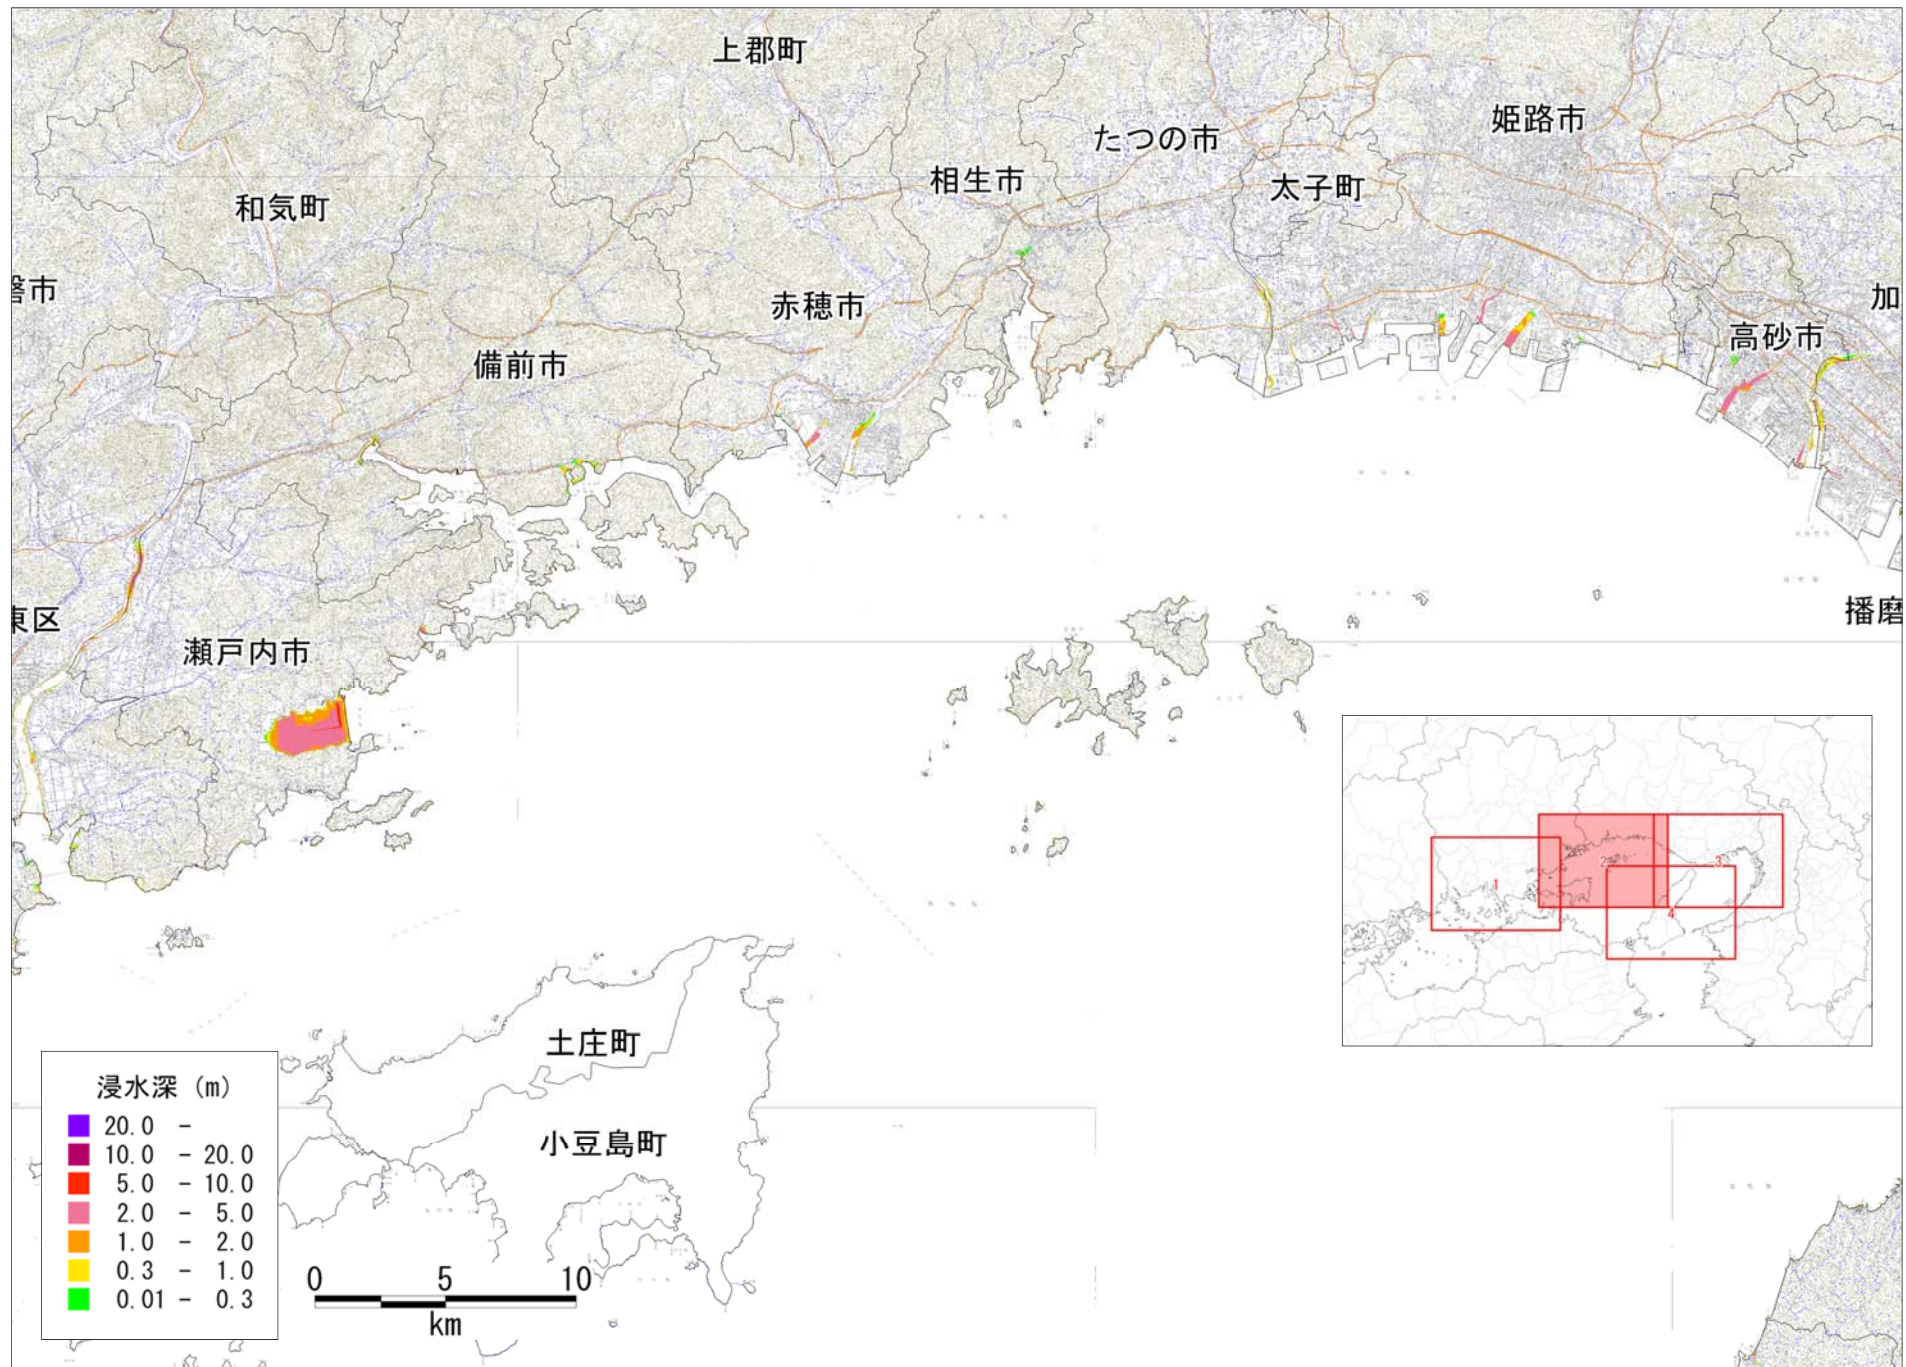 上郡町
姫路市
たつの市
相生市
太子町
和気町
磐市
赤穂市
加
高砂市
備前市
東区
播磨
瀬戸内市
2
3
1
4
土庄町
小豆島町
浸水深 (m)
20.0 -
10.0 - 20.0
5.0 - 10.0
2.0 - 5.0
1.0 - 2.0
0.3 - 1.0
0.01 - 0.3
0 5 10
km